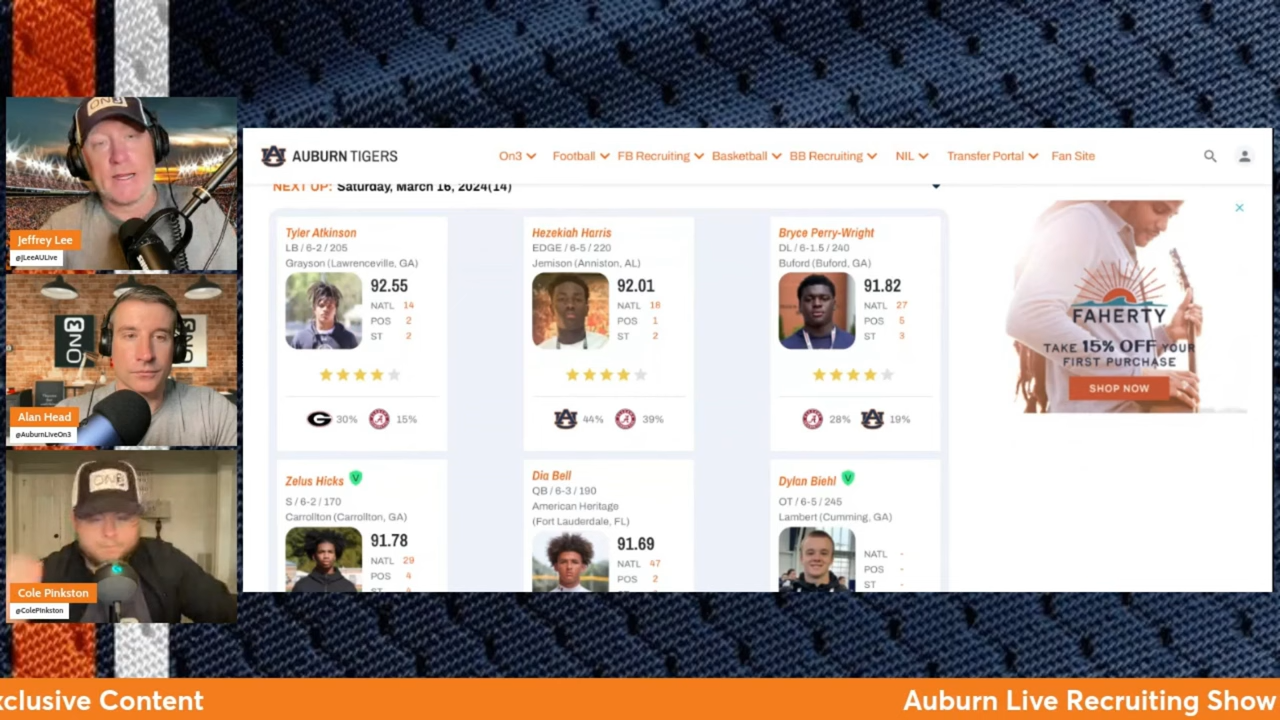 AUBURN TIGERS
On3 Football FB Recruiting Basketball BB Recruiting NIL Transfer Portal Fan Site
NEXT UP: Saturday, March 16, 2024(14)
Tyler Atkinson
LB / 6-2 / 205
Grayson (Lawrenceville, GA)
92.55
NATL 14
POS 2
ST 2
G 30% 15%
Hezekiah Harris
EDGE / 6-5 / 220
Jemison (Anniston, AL)
92.01
NATL 18
POS 1
ST 2
AU 44% 39%
Bryce Perry-Wright
DL / 6-1.5 / 240
Buford (Buford, GA)
91.82
NATL 27
POS 5
ST 3
28% AU 19%
Zelus Hicks
S / 6-2 / 170
Carrollton (Carrollton, GA)
91.78
NATL 29
POS 4
Dia Bell
QB / 6-3 / 190
American Heritage
(Fort Lauderdale, FL)
91.69
NATL 47
POS 2
Dylan Biehl
OT / 6-5 / 245
Lambert (Cumming, GA)
NATL -
POS -
ST -
FAHERTY
TAKE 15% OFF YOUR
FIRST PURCHASE
SHOP NOW
ON3
Jeffrey Lee
@JLeeAULive
ON3
Alan Head
@AuburnLiveOn3
ON3
Cole Pinkston
@ColePinkston
xclusive Content
Auburn Live Recruiting Show